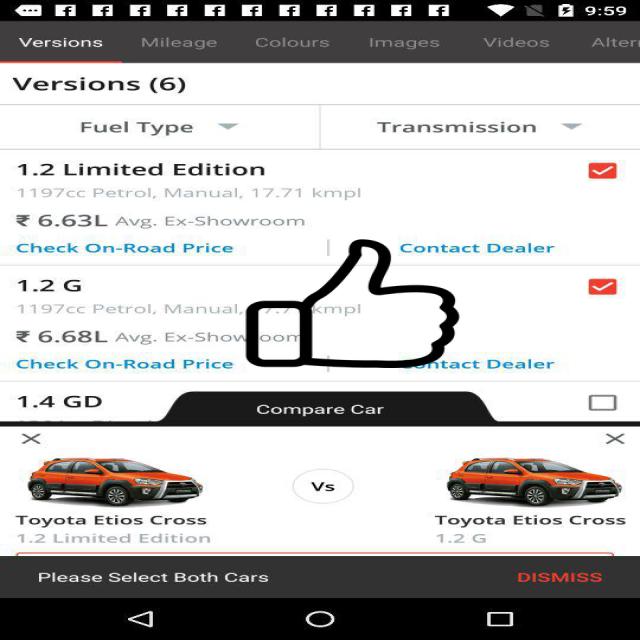 9:59
Versions Mileage Colours Images Videos Alter
Versions (6)
Fuel Type Transmission
1.2 Limited Edition
1197cc Petrol, Manual, 17.71 kmpl
₹ 6.63L Avg. Ex-Showroom
Check On-Road Price | Contact Dealer
1.2 G
1197cc Petrol, Manual, kmpl
₹ 6.68L Avg. Ex-Showroom
Check On-Road Price Contact Dealer
1.4 GD
Compare Car
Vs
Toyota Etios Cross Toyota Etios Cross
1.2 Limited Edition 1.2 G
Please Select Both Cars DISMISS